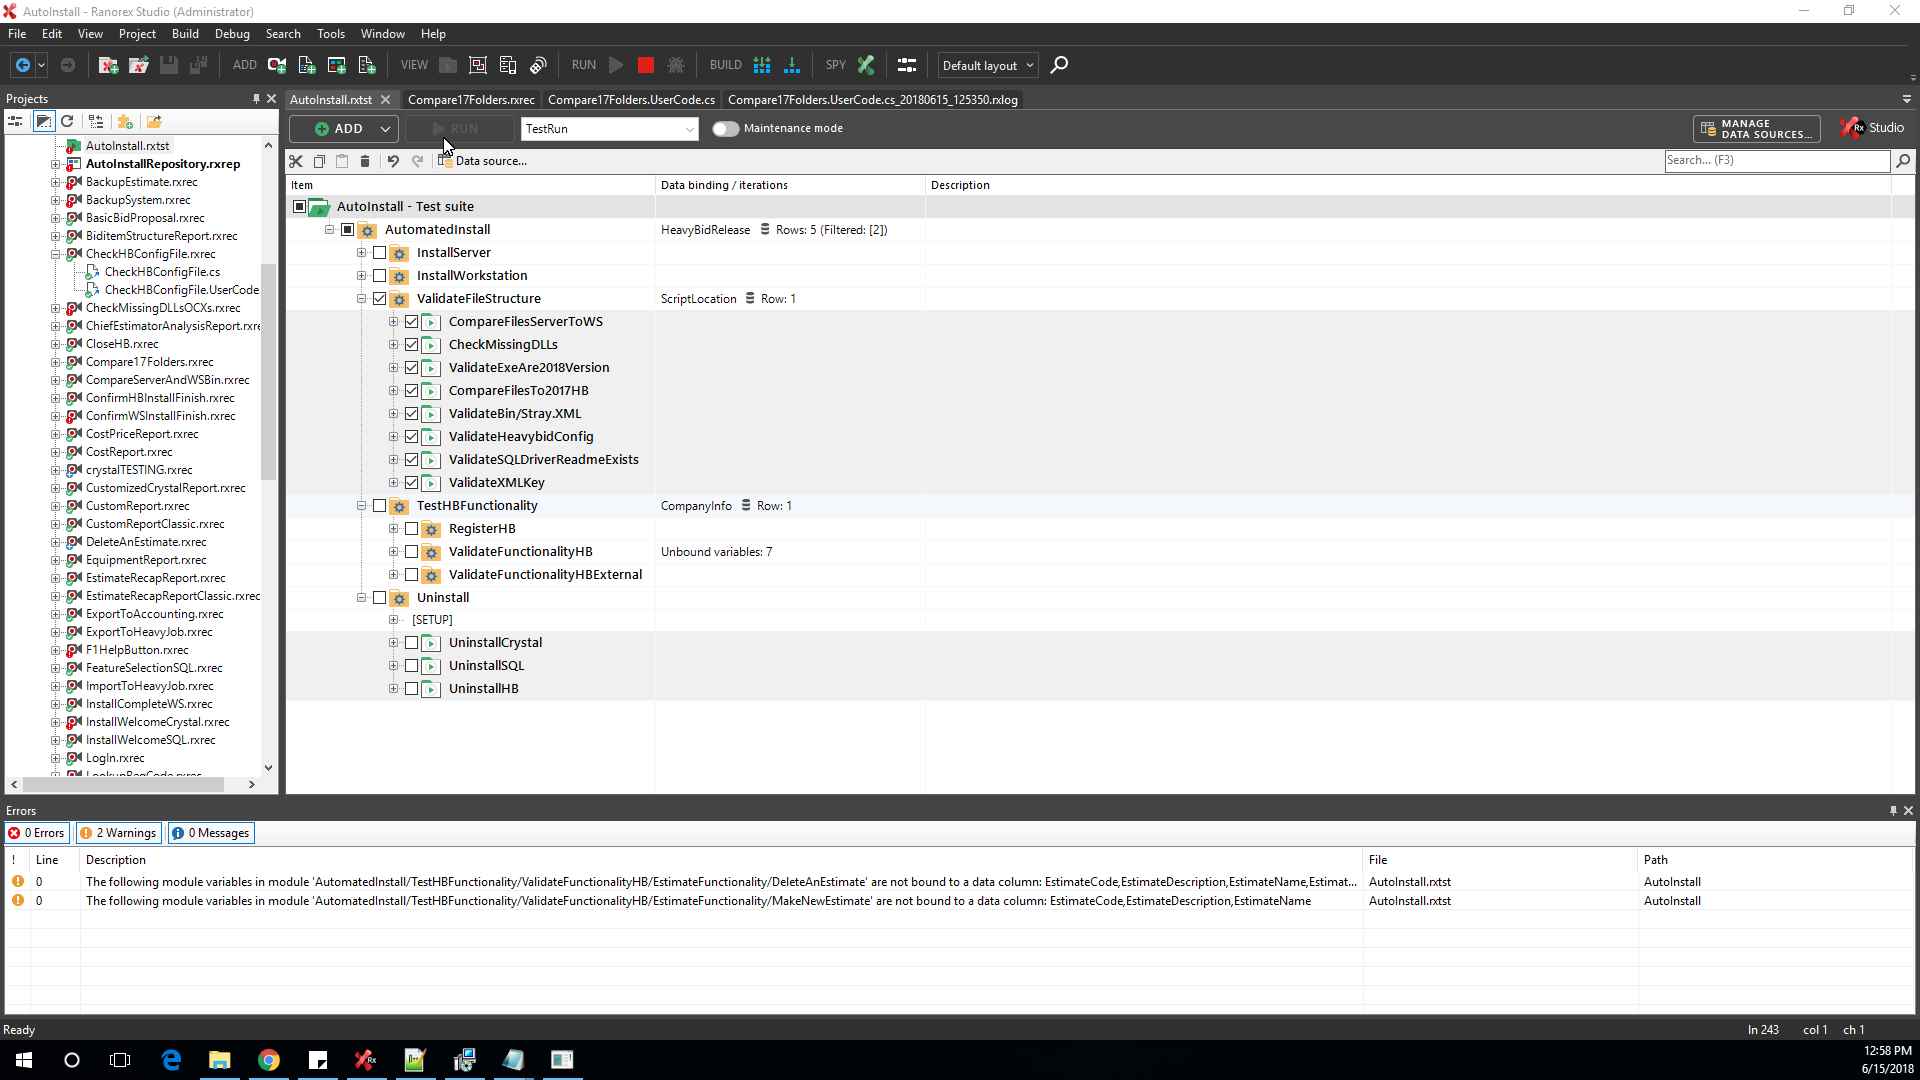 AutoInstall - Ranorex Studio (Administrator)
File Edit View Project Build Debug Search Tools Window Help
ADD VIEW RUN BUILD SPY Default layout
Projects
AutoInstall.rxtst Compare17Folders.rxrec Compare17Folders.UserCode.cs Compare17Folders.UserCode.cs_20180615_125350.rxlog
ADD RUN TestRun Maintenance mode MANAGE DATA SOURCES... Rx Studio
Data source... Search... (F3)
AutoInstall.rxtst
AutoInstallRepository.rxrep
BackupEstimate.rxrec
BackupSystem.rxrec
BasicBidProposal.rxrec
BiditemStructureReport.rxrec
CheckHBConfigFile.rxrec
CheckHBConfigFile.cs
CheckHBConfigFile.UserCode
CheckMissingDLLsOCXs.rxrec
ChiefEstimatorAnalysisReport.rxre
CloseHB.rxrec
Compare17Folders.rxrec
CompareServerAndWSBin.rxrec
ConfirmHBInstallFinish.rxrec
ConfirmWSInstallFinish.rxrec
CostPriceReport.rxrec
CostReport.rxrec
crystalTESTING.rxrec
CustomizedCrystalReport.rxrec
CustomReport.rxrec
CustomReportClassic.rxrec
DeleteAnEstimate.rxrec
EquipmentReport.rxrec
EstimateRecapReport.rxrec
EstimateRecapReportClassic.rxrec
ExportToAccounting.rxrec
ExportToHeavyJob.rxrec
F1HelpButton.rxrec
FeatureSelectionSQL.rxrec
ImportToHeavyJob.rxrec
InstallCompleteWS.rxrec
InstallWelcomeCrystal.rxrec
InstallWelcomeSQL.rxrec
LogIn.rxrec
Item Data binding / iterations Description
AutoInstall - Test suite
AutomatedInstall HeavyBidRelease Rows: 5 (Filtered: [2])
InstallServer
InstallWorkstation
ValidateFileStructure ScriptLocation Row: 1
CompareFilesServerToWS
CheckMissingDLLs
ValidateExeAre2018Version
CompareFilesTo2017HB
ValidateBin/Stray.XML
ValidateHeavybidConfig
ValidateSQLDriverReadmeExists
ValidateXMLKey
TestHBFunctionality CompanyInfo Row: 1
RegisterHB
ValidateFunctionalityHB Unbound variables: 7
ValidateFunctionalityHBExternal
Uninstall
[SETUP]
UninstallCrystal
UninstallSQL
UninstallHB
Errors
0 Errors 2 Warnings 0 Messages
! Line Description File Path
0 The following module variables in module 'AutomatedInstall/TestHBFunctionality/ValidateFunctionalityHB/EstimateFunctionality/DeleteAnEstimate' are not bound to a data column: EstimateCode,EstimateDescription,EstimateName,Estimat... AutoInstall.rxtst AutoInstall
0 The following module variables in module 'AutomatedInstall/TestHBFunctionality/ValidateFunctionalityHB/EstimateFunctionality/MakeNewEstimate' are not bound to a data column: EstimateCode,EstimateDescription,EstimateName AutoInstall.rxtst AutoInstall
Ready ln 243 col 1 ch 1
12:58 PM
6/15/2018